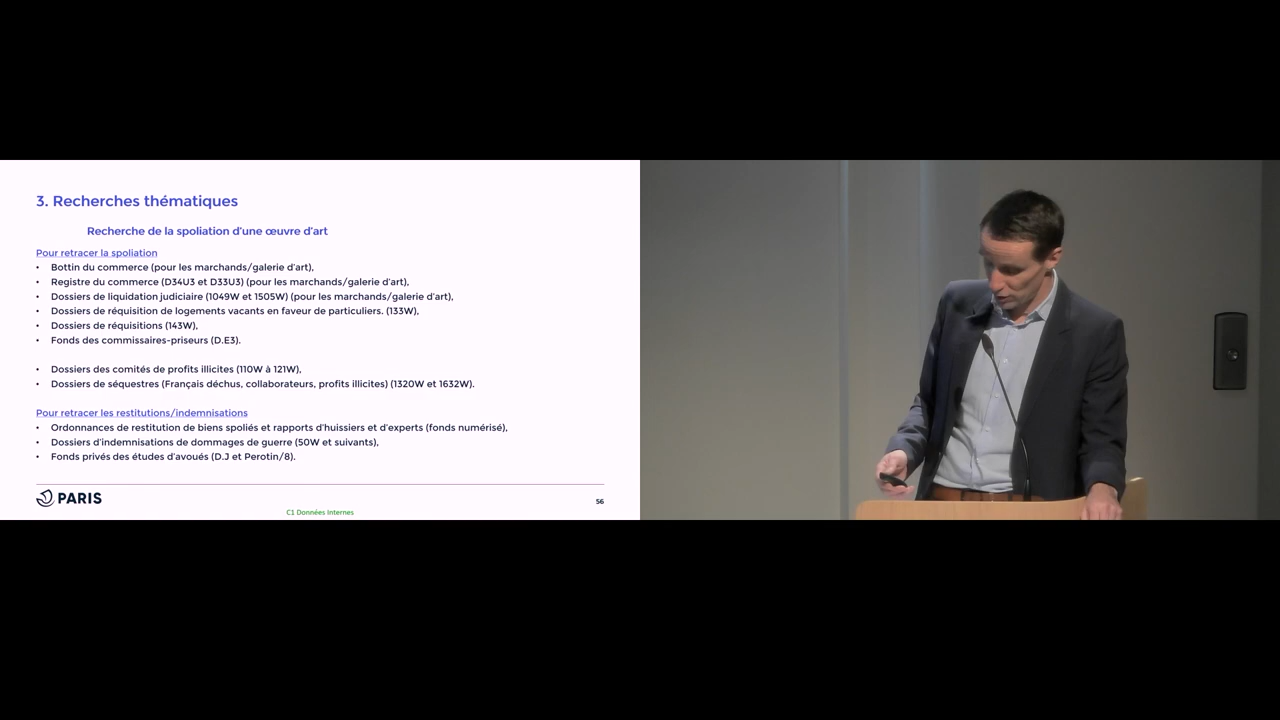 3. Recherches thématiques
Recherche de la spoliation d'une œuvre d'art
Pour retracer la spoliation
• Bottin du commerce (pour les marchands/galerie d'art),
• Registre du commerce (D34U3 et D33U3) (pour les marchands/galerie d'art),
• Dossiers de liquidation judiciaire (1049W et 1505W) (pour les marchands/galerie d'art),
• Dossiers de réquisition de logements vacants en faveur de particuliers. (133W),
• Dossiers de réquisitions (143W),
• Fonds des commissaires-priseurs (D.E3).
• Dossiers des comités de profits illicites (110W à 121W),
• Dossiers de séquestres (Français déchus, collaborateurs, profits illicites) (1320W et 1632W).
Pour retracer les restitutions/indemnisations
• Ordonnances de restitution de biens spoliés et rapports d'huissiers et d'experts (fonds numérisé),
• Dossiers d'indemnisations de dommages de guerre (50W et suivants),
• Fonds privés des études d'avoués (D.J et Perotin/8).
PARIS
56
C1 Données Internes